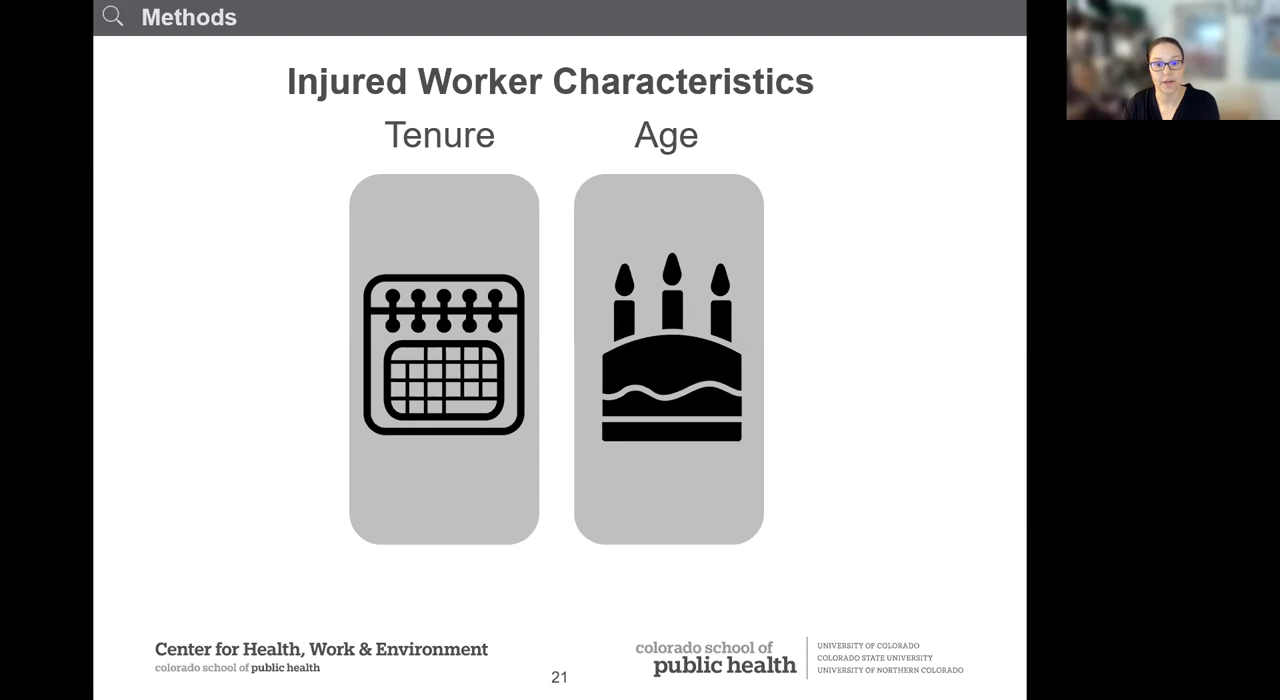 Methods
Injured Worker Characteristics
Tenure Age
Center for Health, Work & Environment
colorado school of public health
21
colorado school of
public health
UNIVERSITY OF COLORADO
COLORADO STATE UNIVERSITY
UNIVERSITY OF NORTHERN COLORADO